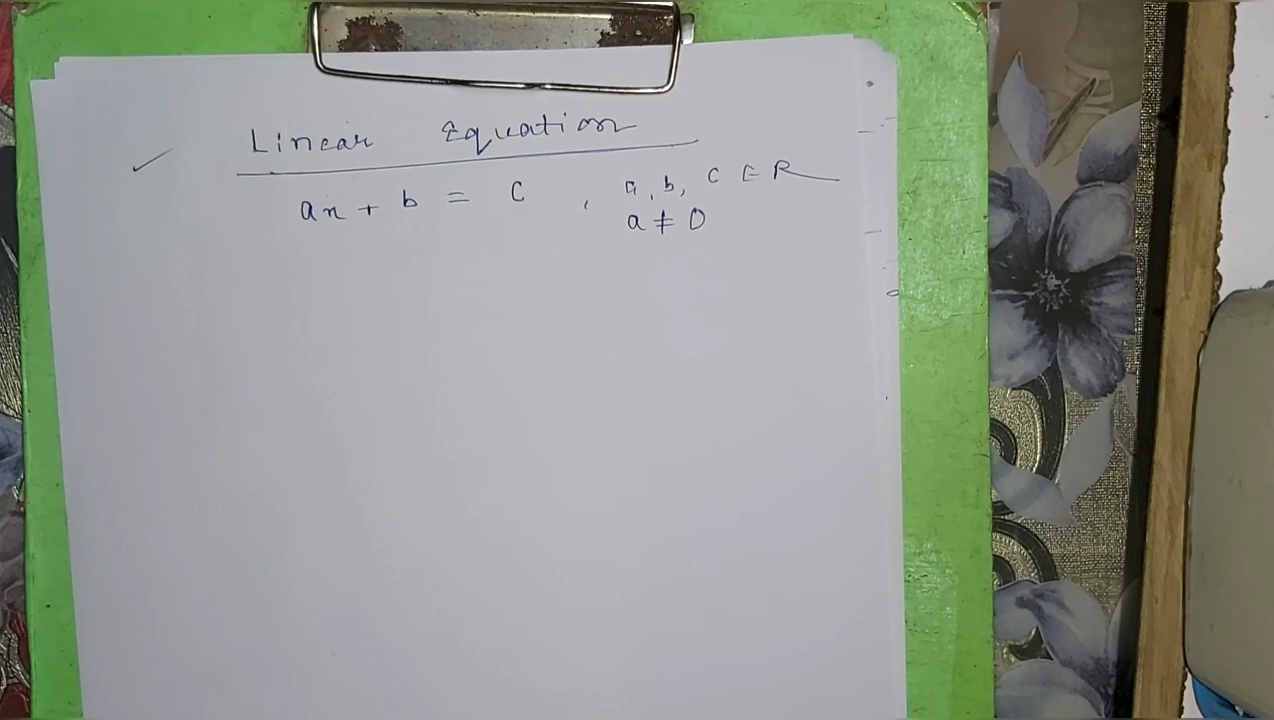 Linear Equation
ax + b = c , a, b, c ∈ R
a ≠ 0